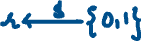 r $ {0,1}